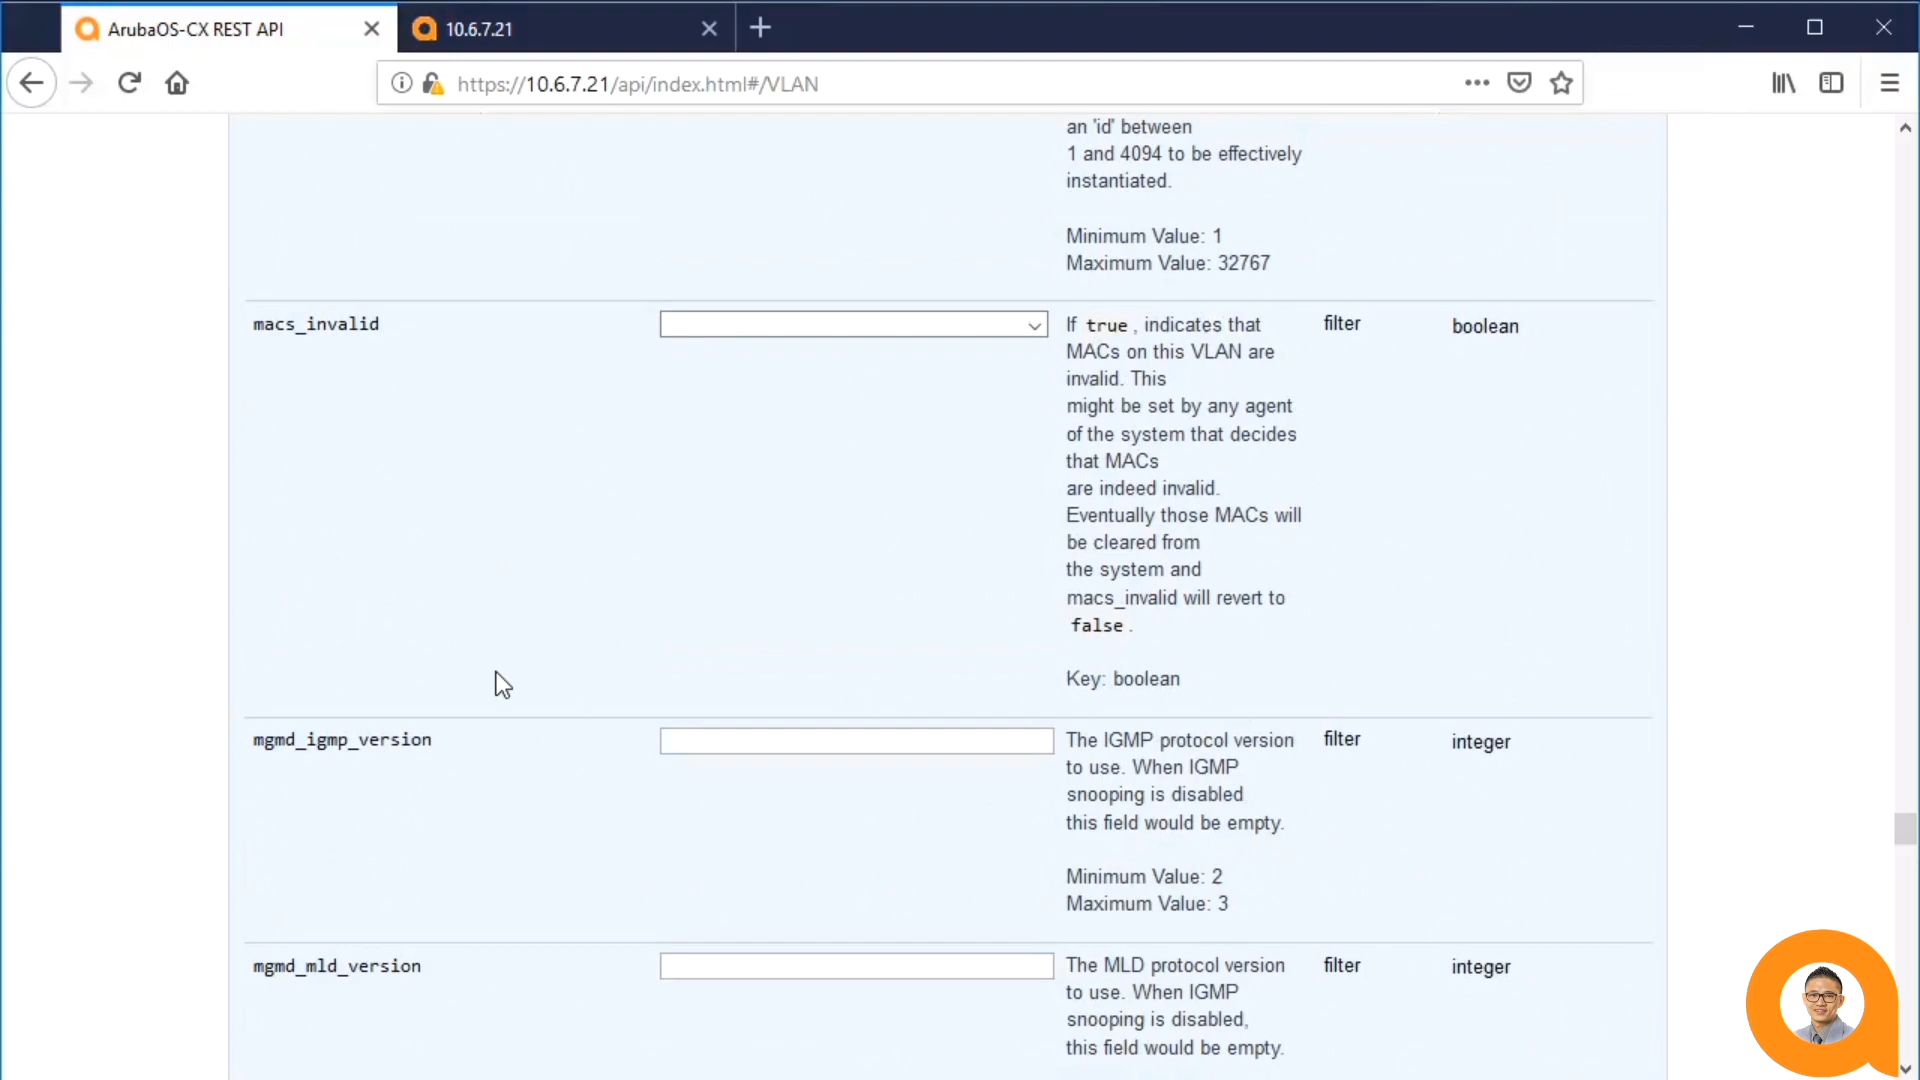 ArubaOS-CX REST API
10.6.7.21
https://10.6.7.21/api/index.html#/VLAN
an 'id' between
1 and 4094 to be effectively
instantiated.
Minimum Value: 1
Maximum Value: 32767
macs_invalid
If true, indicates that
MACs on this VLAN are
invalid. This
might be set by any agent
of the system that decides
that MACs
are indeed invalid.
Eventually those MACs will
be cleared from
the system and
macs_invalid will revert to
false.
Key: boolean
filter
boolean
mgmd_igmp_version
The IGMP protocol version
to use. When IGMP
snooping is disabled
this field would be empty.
Minimum Value: 2
Maximum Value: 3
filter
integer
mgmd_mld_version
The MLD protocol version
to use. When IGMP
snooping is disabled,
this field would be empty.
filter
integer